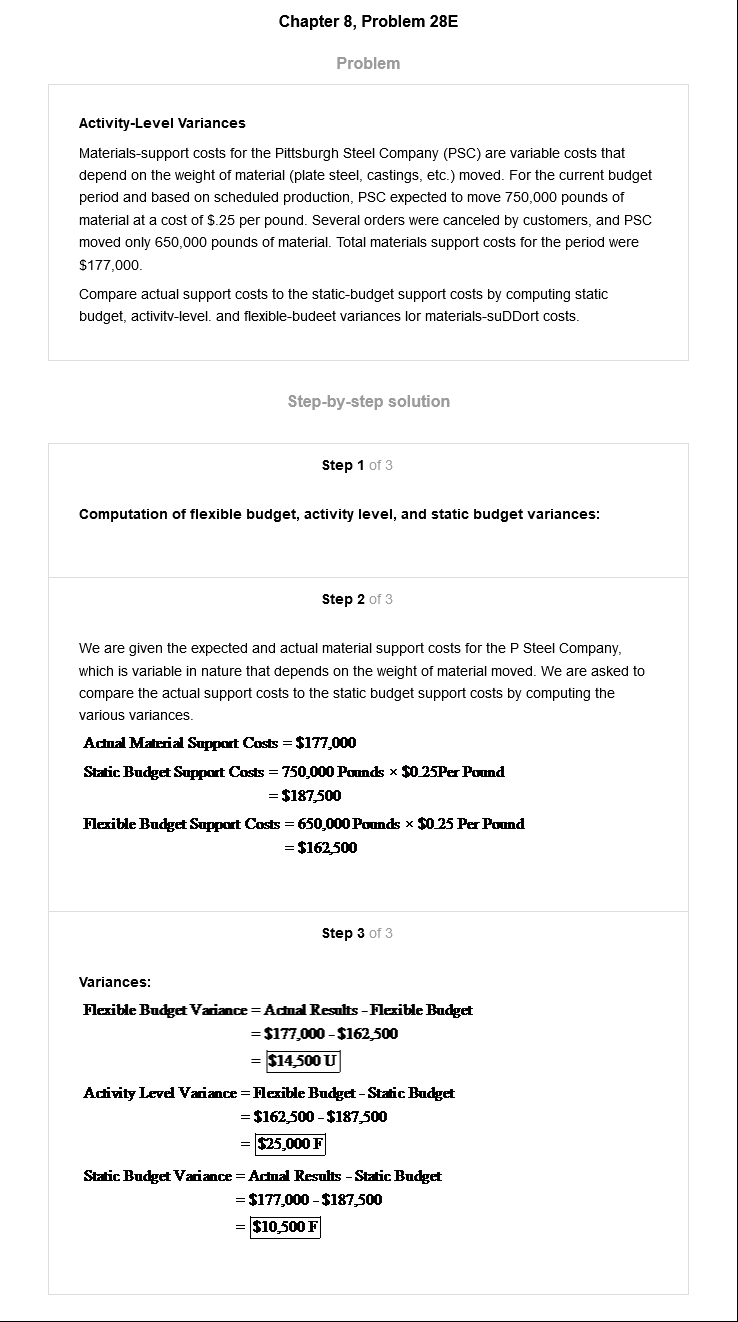 Chapter 8, Problem 28E
Problem
Activity-Level Variances
Materials-support costs for the Pittsburgh Steel Company (PSC) are variable costs that
depend on the weight of material (plate steel, castings, etc.) moved. For the current budget
period and based on scheduled production, PSC expected to move 750,000 pounds of
material at a cost of $.25 per pound. Several orders were canceled by customers, and PSC
moved only 650,000 pounds of material. Total materials support costs for the period were
$177,000.
Compare actual support costs to the static-budget support costs by computing static
budget, activitv-level. and flexible-budeet variances lor materials-suDDort costs.
Step-by-step solution
Step 1 of 3
Computation of flexible budget, activity level, and static budget variances:
Step 2 of 3
We are given the expected and actual material support costs for the P Steel Company,
which is variable in nature that depends on the weight of material moved. We are asked to
compare the actual support costs to the static budget support costs by computing the
various variances.
Actual Material Support Costs = $177,000
Static Budget Support Costs = 750,000 Pounds × $0.25Per Pound
= $187,500
Flexible Budget Support Costs = 650,000 Pounds × $0.25 Per Pound
= $162,500
Step 3 of 3
Variances:
Flexible Budget Variance = Actual Results - Flexible Budget
= $177,000 - $162,500
= $14,500 U
Activity Level Variance = Flexible Budget - Static Budget
= $162,500 - $187,500
= $25,000 F
Static Budget Variance = Actual Results - Static Budget
= $177,000 - $187,500
= $10,500 F